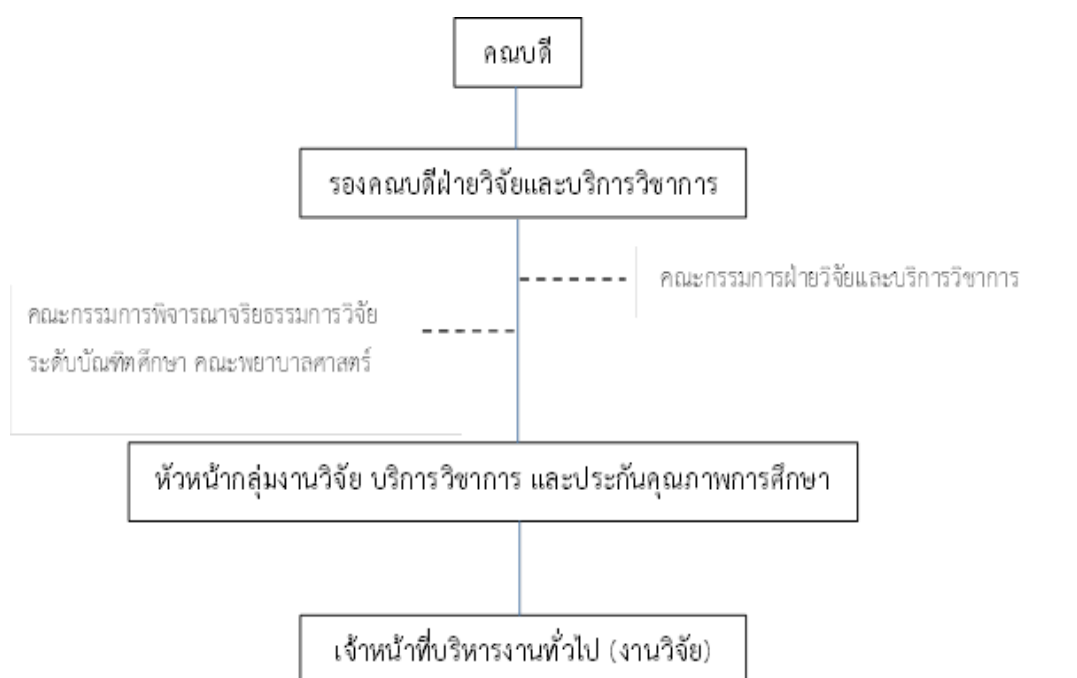 คณบดี
รองคณบดีฝ่ายวิจัยและบริการวิชาการ
คณะกรรมการฝ่ายวิจัยและบริการวิชาการ
คณะกรรมการพิจารณาจริยธรรมการวิจัย
ระดับบัณฑิตศึกษา คณะพยาบาลศาสตร์
หัวหน้ากลุ่มงานวิจัย บริการวิชาการ และประกันคุณภาพการศึกษา
เจ้าหน้าที่บริหารงานทั่วไป (งานวิจัย)